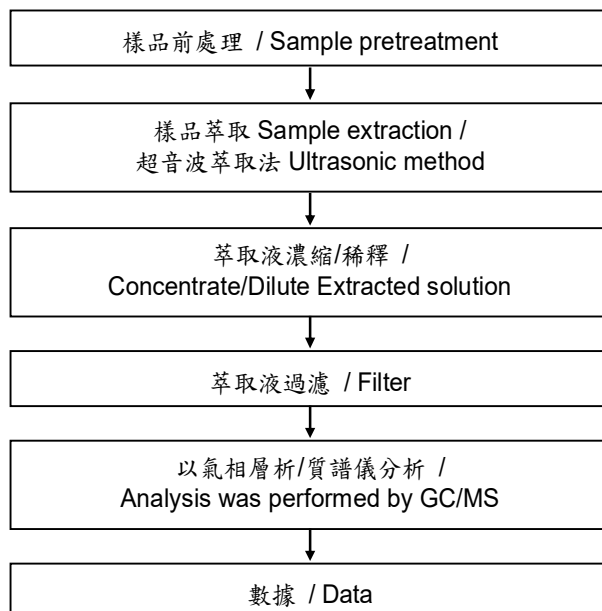 樣品前處理 / Sample pretreatment
樣品萃取 Sample extraction /
超音波萃取法 Ultrasonic method
萃取液濃縮/稀釋 /
Concentrate/Dilute Extracted solution
萃取液過濾 / Filter
以氣相層析/質譜儀分析 /
Analysis was performed by GC/MS
數據 / Data